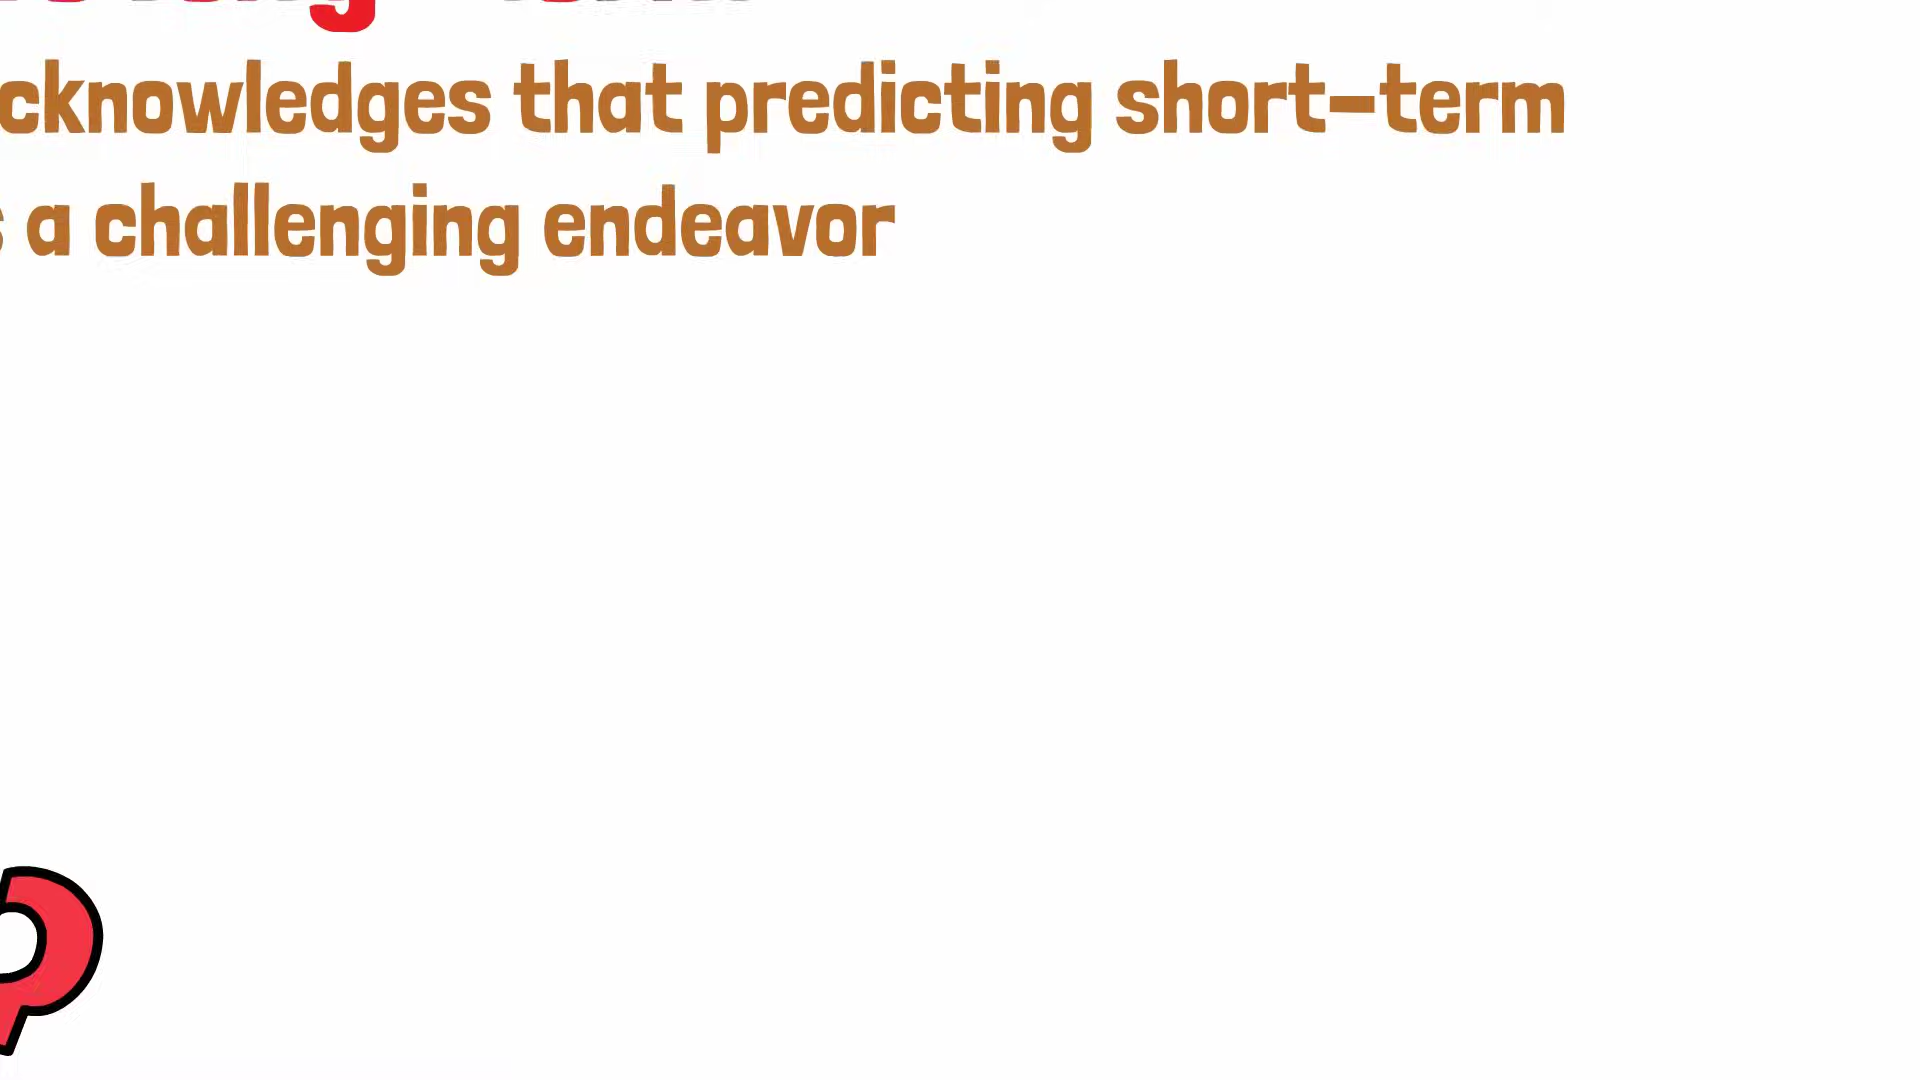 cknowledges that predicting short-term
s a challenging endeavor
?